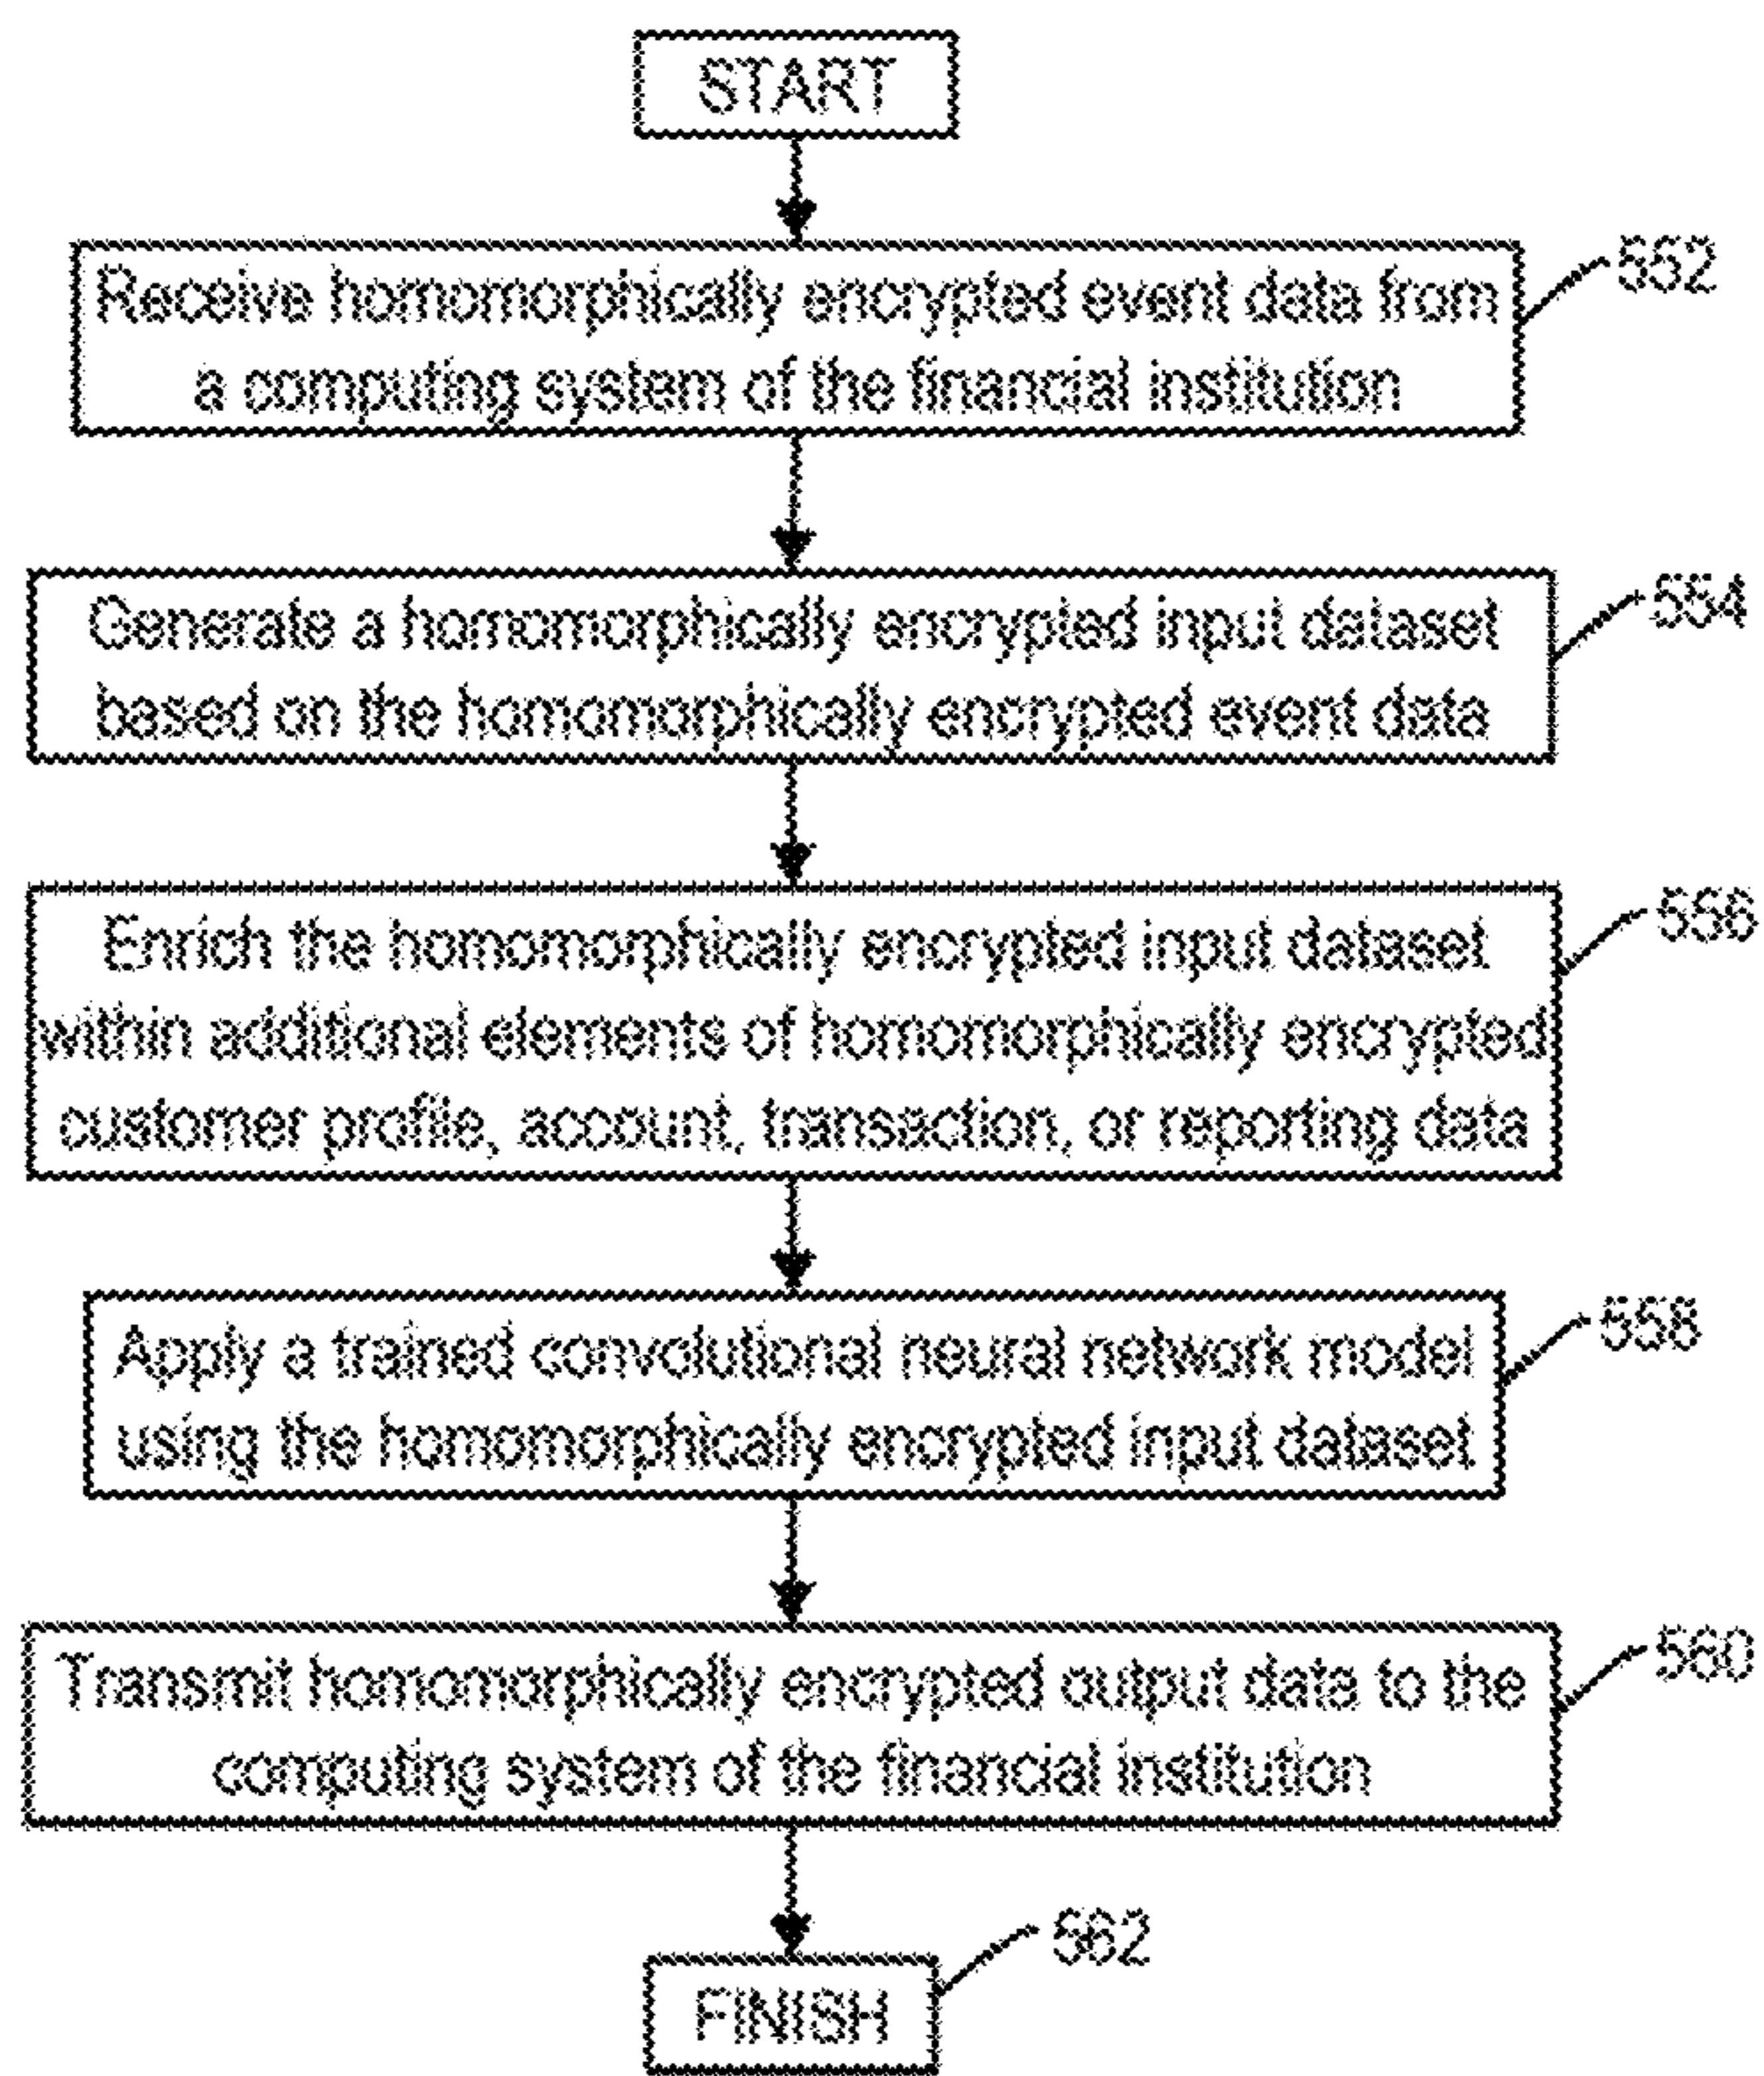 START
Receive homomorphically encrypted event data from
a computing system of the financial institution
552
Generate a homomorphically encrypted input dataset
based on the homomorphically encrypted event data
554
Enrich the homomorphically encrypted input dataset
within additional elements of homomorphically encrypted
customer profile, account, transaction, or reporting data
556
Apply a trained convolutional neural network model
using the homomorphically encrypted input dataset
558
Transmit homomorphically encrypted output data to the
computing system of the financial institution
560
FINISH
562